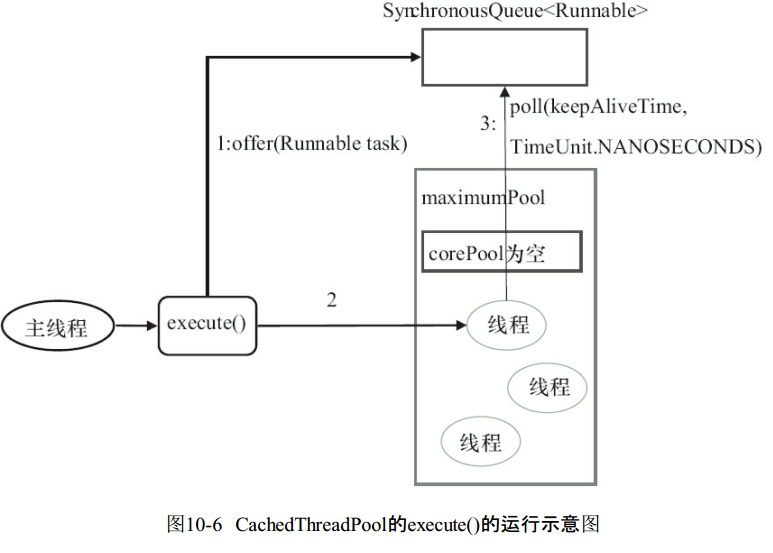 SynchronousQueue<Runnable>
poll(keepAliveTime,
3:
TimeUnit.NANOSECONDS)
1:offer(Runnable task)
maximumPool
corePool为空
2
主线程
execute()
线程
线程
线程
图10-6 CachedThreadPool的execute()的运行示意图